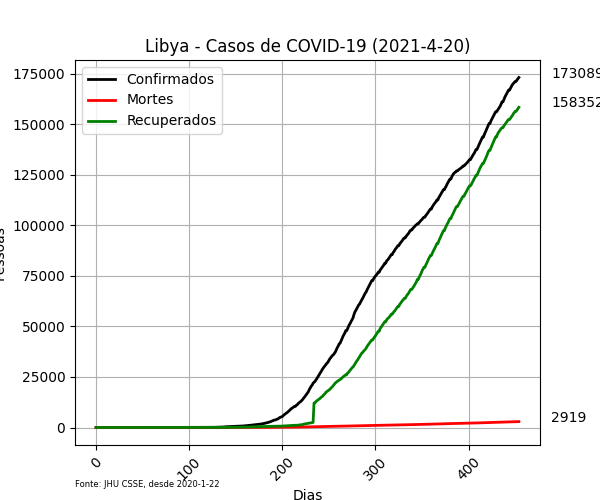 Libya - Casos de COVID-19 (2021-4-20)
Confirmados
Mortes
Recuperados
175000
150000
125000
100000
75000
50000
25000
0
173089
158352
2919
0
100
200
300
400
Dias
Fonte: JHU CSSE, desde 2020-1-22